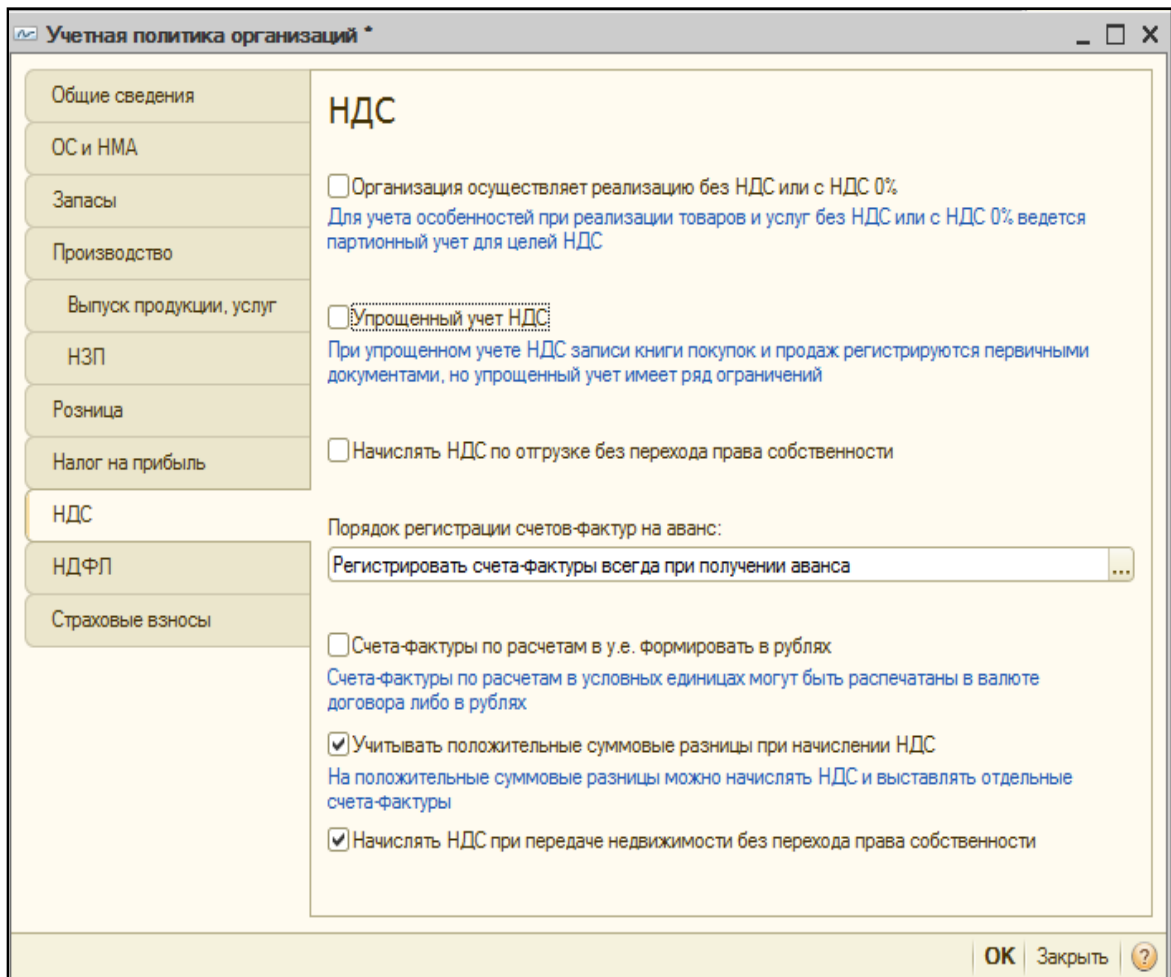 Учетная политика организаций *
Общие сведения
ОС и НМА
Запасы
Производство
Выпуск продукции, услуг
НЗП
Розница
Налог на прибыль
НДС
НДФЛ
Страховые взносы
НДС
Организация осуществляет реализацию без НДС или с НДС 0%
Для учета особенностей при реализации товаров и услуг без НДС или с НДС 0% ведется
партионный учет для целей НДС
Упрощенный учет НДС
При упрощенном учете НДС записи книги покупок и продаж регистрируются первичными
документами, но упрощенный учет имеет ряд ограничений
Начислять НДС по отгрузке без перехода права собственности
Порядок регистрации счетов-фактур на аванс:
Регистрировать счета-фактуры всегда при получении аванса
...
Счета-фактуры по расчетам в у.е. формировать в рублях
Счета-фактуры по расчетам в условных единицах могут быть распечатаны в валюте
договора либо в рублях
Учитывать положительные суммовые разницы при начислении НДС
На положительные суммовые разницы можно начислять НДС и выставлять отдельные
счета-фактуры
Начислять НДС при передаче недвижимости без перехода права собственности
OK Закрыть ?